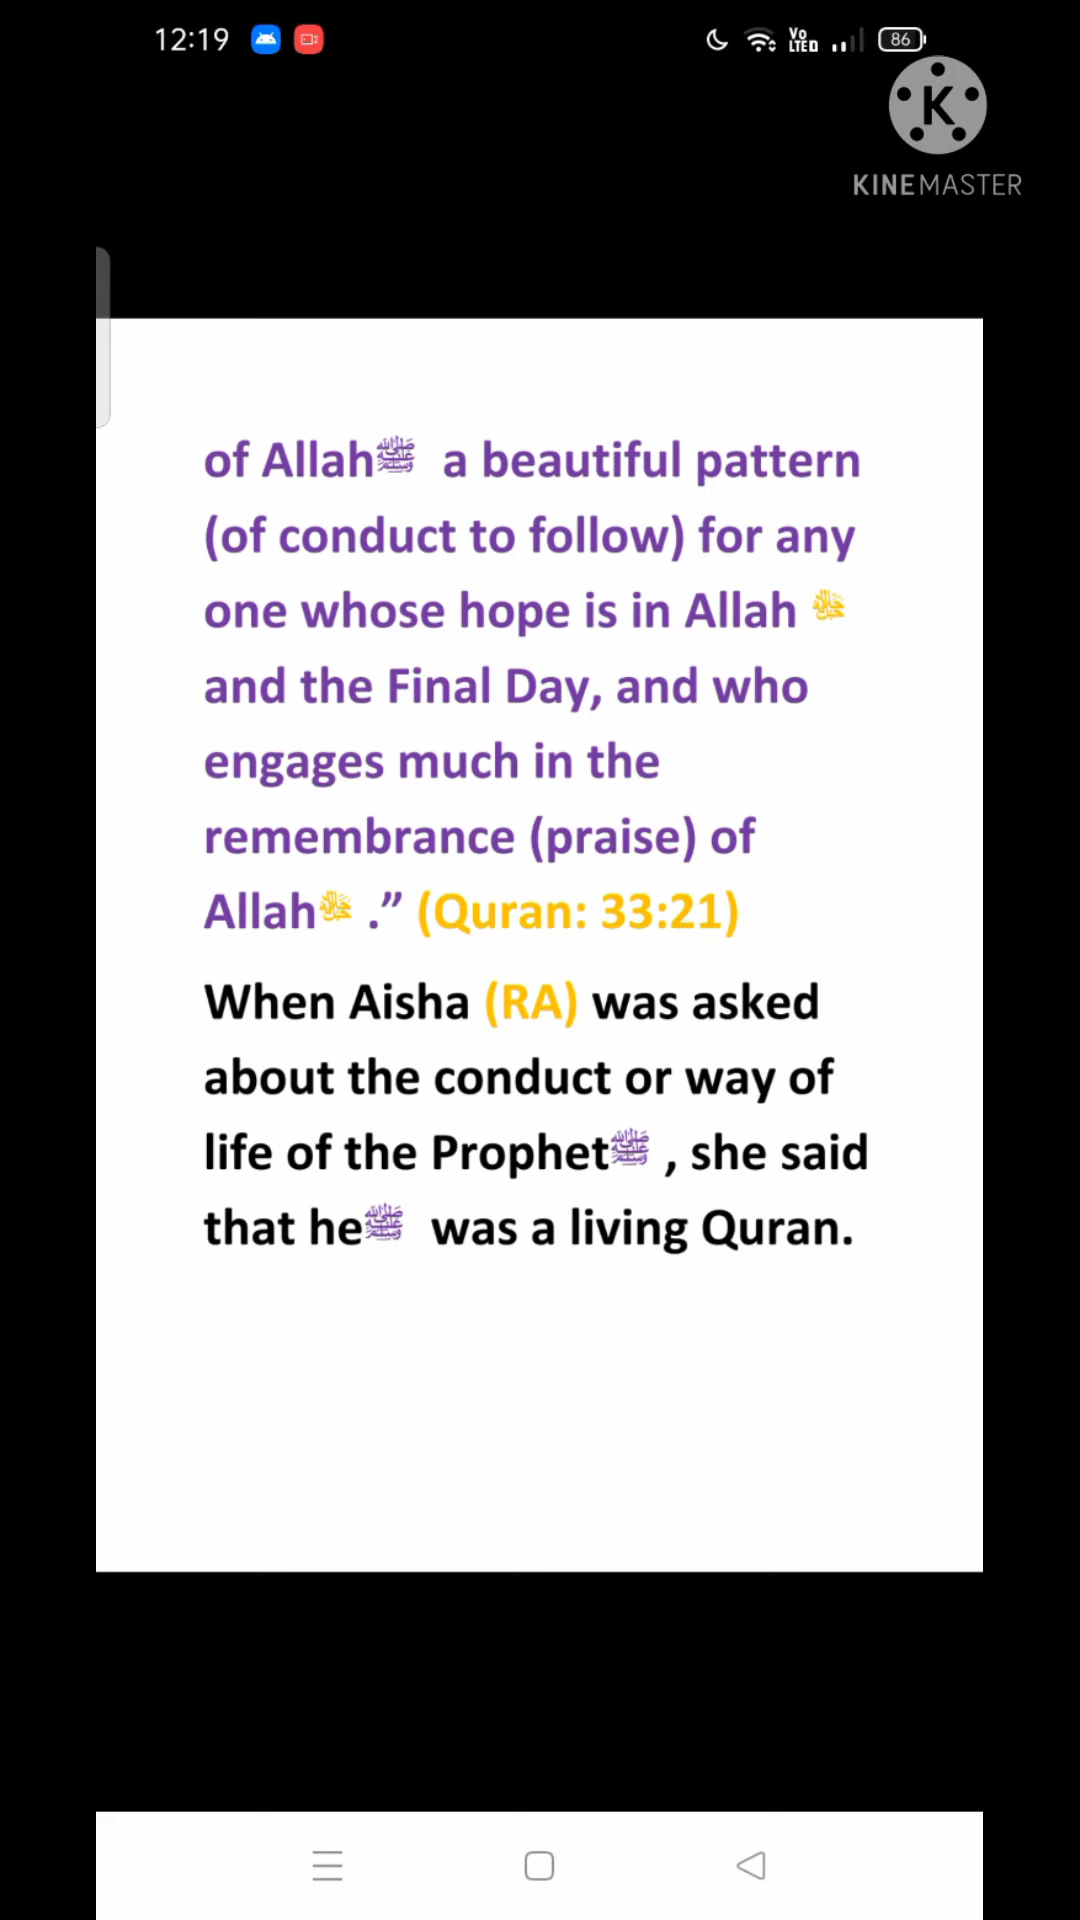 12:19
Vo
LTED
86
K
KINEMASTER
of Allahﷺ a beautiful pattern
(of conduct to follow) for any
one whose hope is in Allah ﷻ
and the Final Day, and who
engages much in the
remembrance (praise) of
Allahﷻ .” (Quran: 33:21)
When Aisha (RA) was asked
about the conduct or way of
life of the Prophetﷺ , she said
that heﷺ was a living Quran.